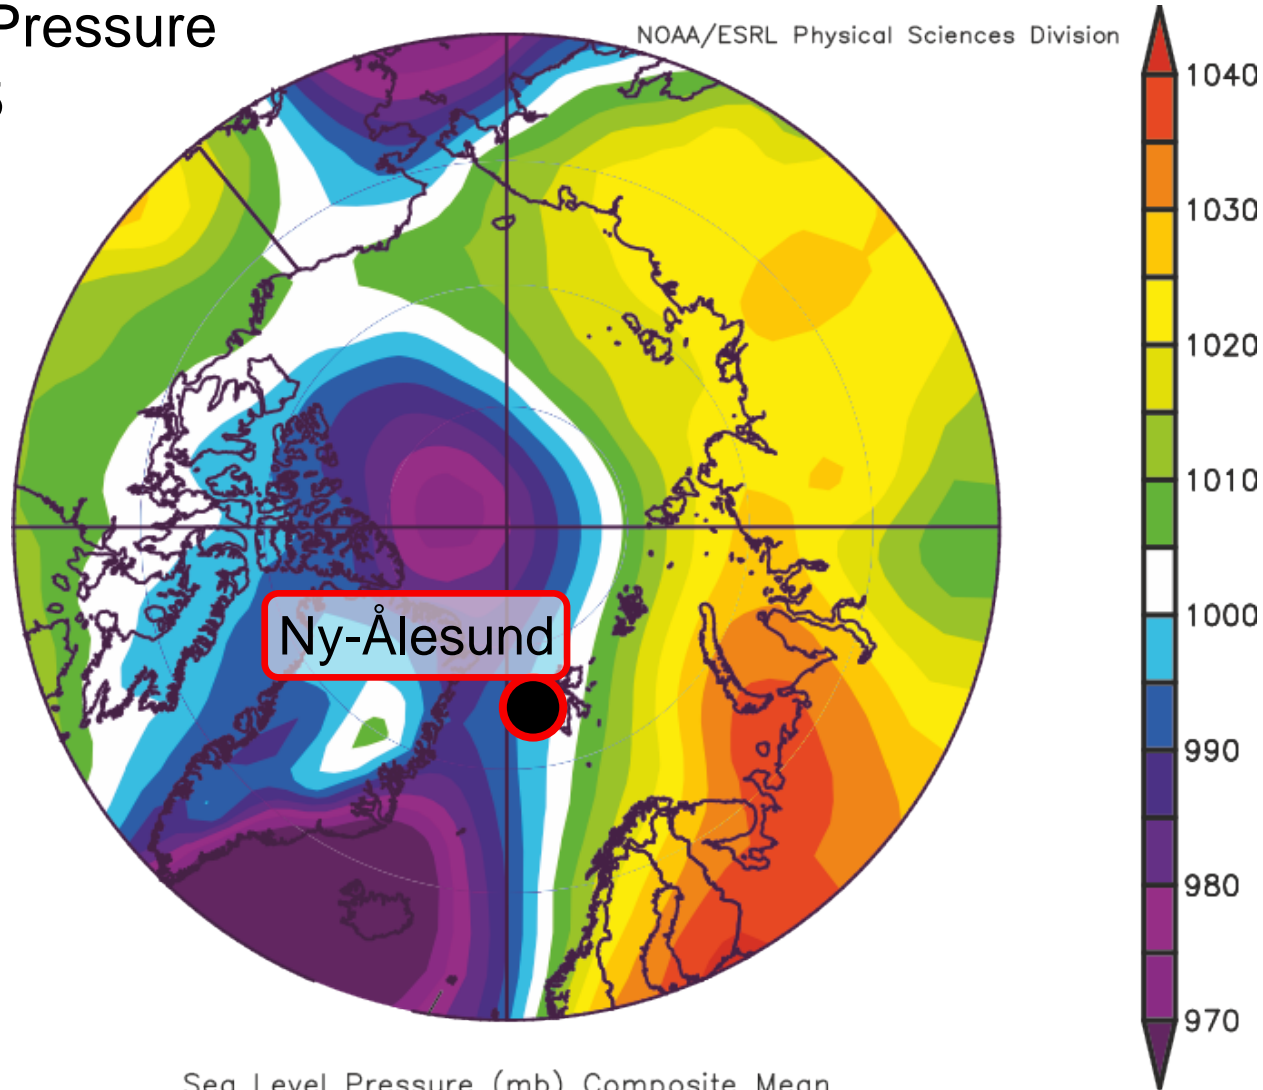 Pressure
NOAA/ESRL Physical Sciences Division
1040
1030
1020
1010
1000
990
980
970
Ny-Ålesund
Sea Level Pressure (mb) Composite Mean